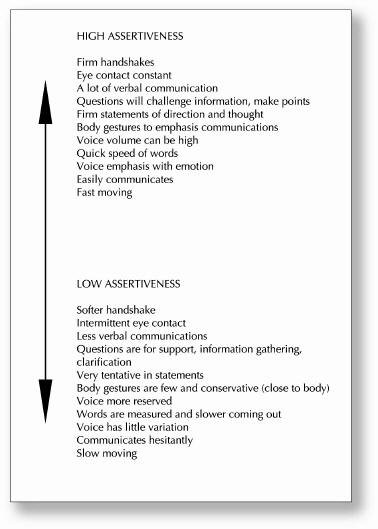 HIGH ASSERTIVENESS
Firm handshakes
Eye contact constant
A lot of verbal communication
Questions will challenge information, make points
Firm statements of direction and thought
Body gestures to emphasis communications
Voice volume can be high
Quick speed of words
Voice emphasis with emotion
Easily communicates
Fast moving
LOW ASSERTIVENESS
Softer handshake
Intermittent eye contact
Less verbal communications
Questions are for support, information gathering,
clarification
Very tentative in statements
Body gestures are few and conservative (close to body)
Voice more reserved
Words are measured and slower coming out
Voice has little variation
Communicates hesitantly
Slow moving